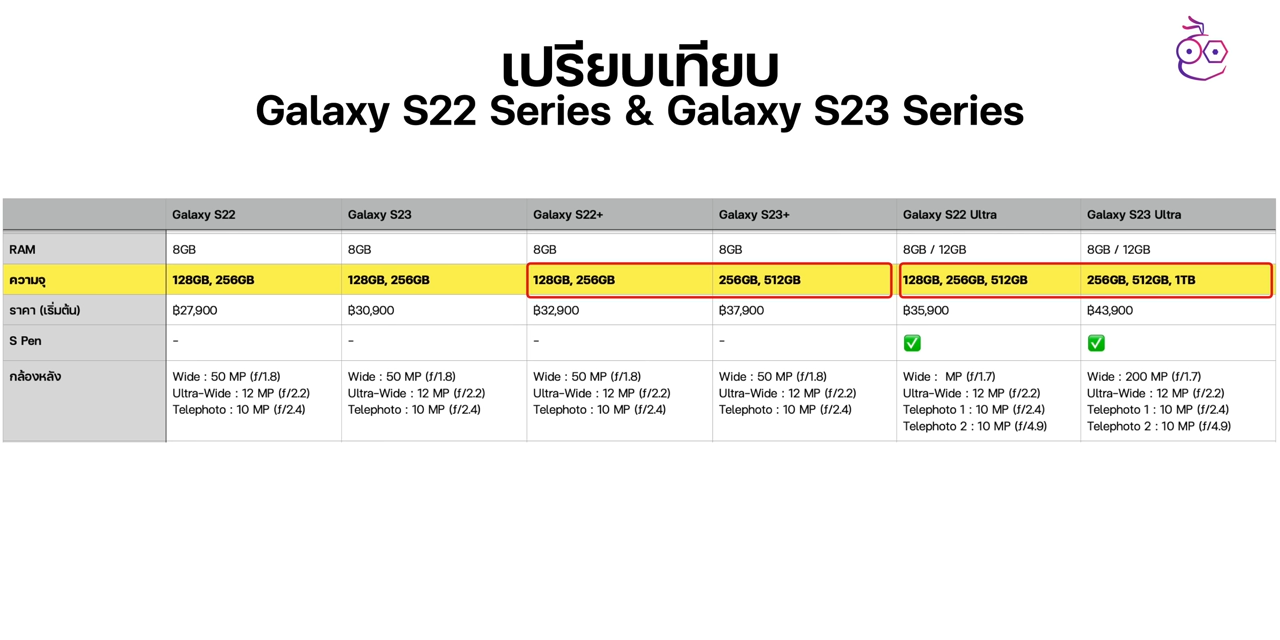 เปรียบเทียบ
Galaxy S22 Series & Galaxy S23 Series
Galaxy S22 Galaxy S23 Galaxy S22+ Galaxy S23+ Galaxy S22 Ultra Galaxy S23 Ultra
RAM 8GB 8GB 8GB 8GB 8GB / 12GB 8GB / 12GB
ความจุ 128GB, 256GB 128GB, 256GB 128GB, 256GB 256GB, 512GB 128GB, 256GB, 512GB 256GB, 512GB, 1TB
ราคา (เริ่มต้น) ฿27,900 ฿30,900 ฿32,900 ฿37,900 ฿35,900 ฿43,900
S Pen - - - - ✅ ✅
กล้องหลัง Wide : 50 MP (f/1.8) Wide : 50 MP (f/1.8) Wide : 50 MP (f/1.8) Wide : 50 MP (f/1.8) Wide : MP (f/1.7) Wide : 200 MP (f/1.7)
Ultra-Wide : 12 MP (f/2.2) Ultra-Wide : 12 MP (f/2.2) Ultra-Wide : 12 MP (f/2.2) Ultra-Wide : 12 MP (f/2.2) Ultra-Wide : 12 MP (f/2.2) Ultra-Wide : 12 MP (f/2.2)
Telephoto : 10 MP (f/2.4) Telephoto : 10 MP (f/2.4) Telephoto : 10 MP (f/2.4) Telephoto : 10 MP (f/2.4) Telephoto 1 : 10 MP (f/2.4) Telephoto 1 : 10 MP (f/2.4)
Telephoto 2 : 10 MP (f/4.9) Telephoto 2 : 10 MP (f/4.9)